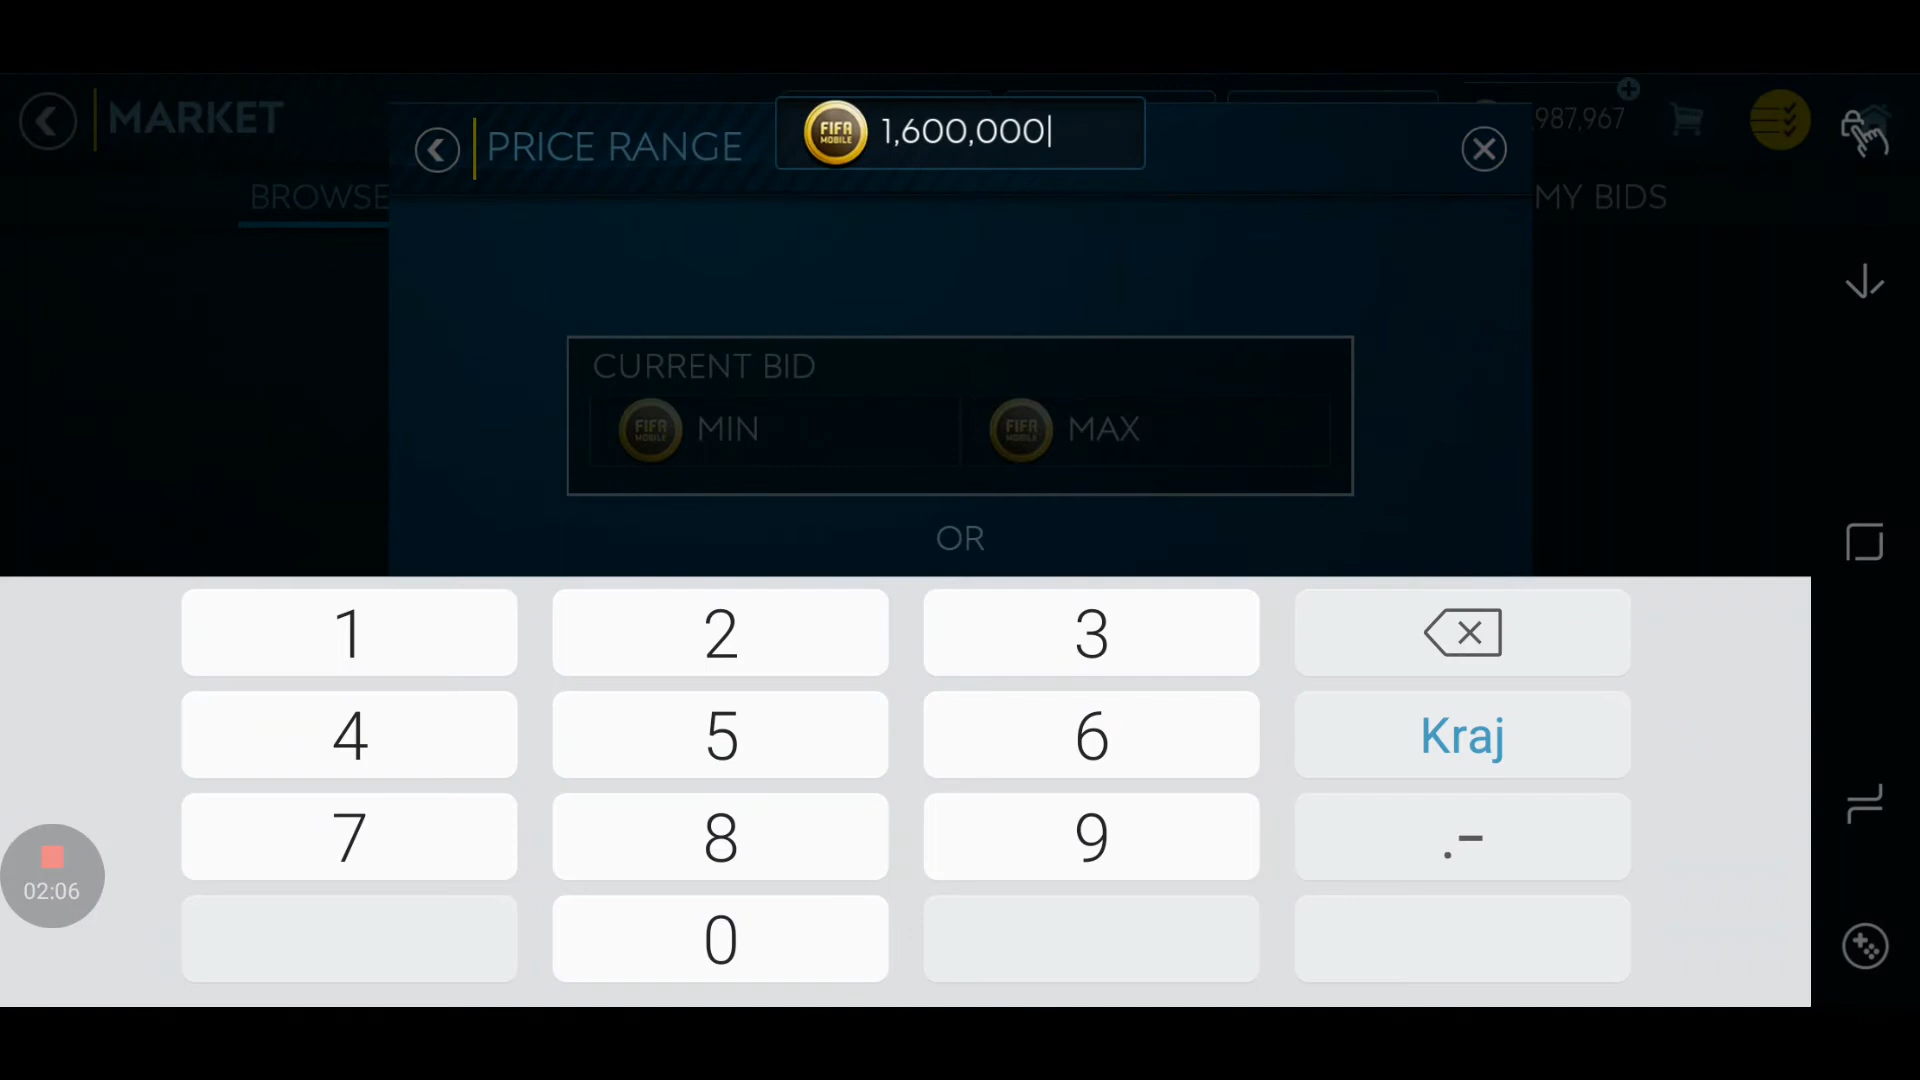 MARKET
PRICE RANGE
FIFA MOBILE 1,600,000
987,967
BROWSE
MY BIDS
CURRENT BID
FIFA MOBILE MIN
FIFA MOBILE MAX
OR
1 2 3
4 5 6 Kraj
7 8 9 .-
02:06
0